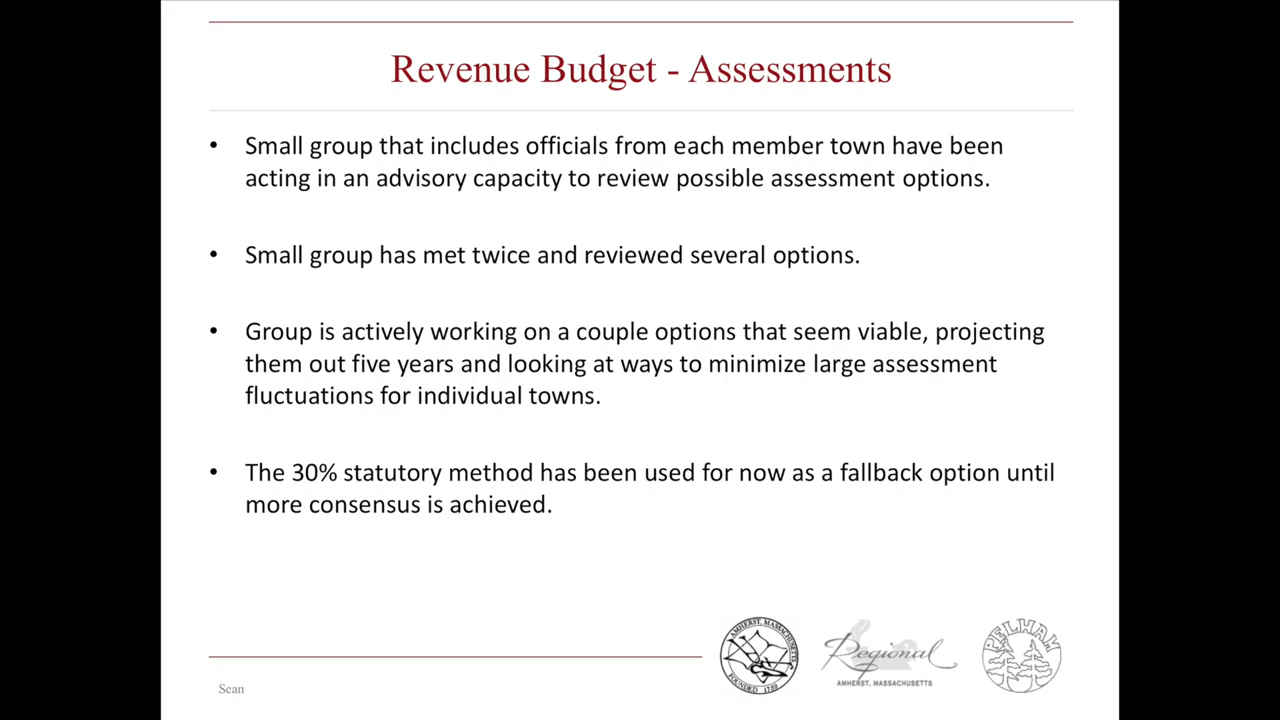 Revenue Budget - Assessments
• Small group that includes officials from each member town have been
acting in an advisory capacity to review possible assessment options.
• Small group has met twice and reviewed several options.
• Group is actively working on a couple options that seem viable, projecting
them out five years and looking at ways to minimize large assessment
fluctuations for individual towns.
• The 30% statutory method has been used for now as a fallback option until
more consensus is achieved.
Sean
AMHERST, MASSACHUSETTS
FOUNDED 1759
Regional
AMHERST, MASSACHUSETTS
PELHAM